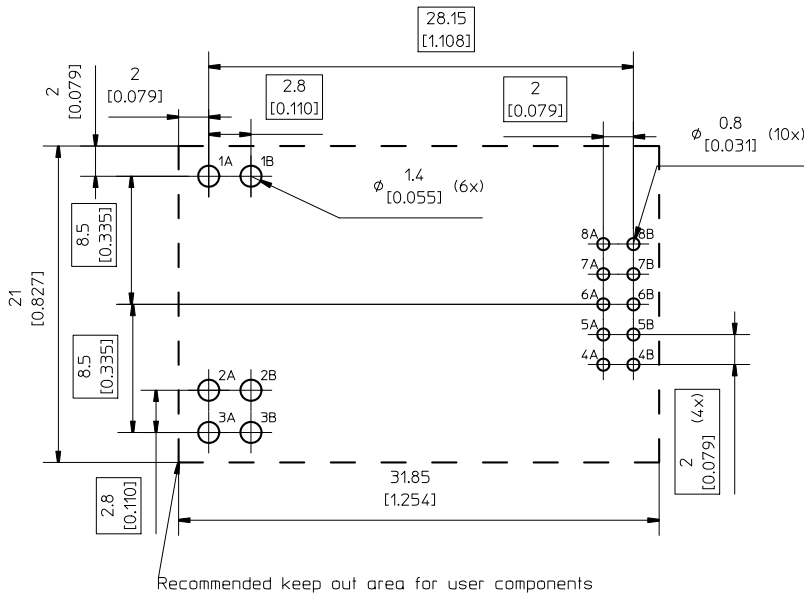 28.15
[1.108]
2
[0.079]
2
[0.079]
2.8
[0.110]
2
[0.079]
ø 0.8 (10x)
[0.031]
1A 1B
ø 1.4 (6x)
[0.055]
8A 8B
7A 7B
6A 6B
5A 5B
4A 4B
8.5
[0.335]
21
[0.827]
8.5
[0.335]
2A 2B
3A 3B
2 (4x)
[0.079]
2.8
[0.110]
31.85
[1.254]
Recommended keep out area for user components